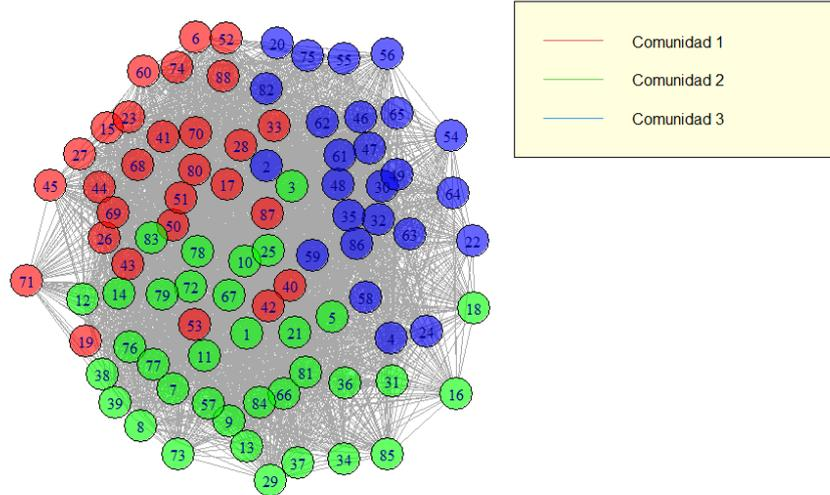 6 52 20 75 55 56
60 74 88 82
23 15 33 62 46 65
41 70 28 54
27 68 80 2 61 47
45 44 51 17 3 48 30 49 64
69 50 87 35 32
26 83 86 63 22
43 78 10 25 59
71 12 14 79 72 67 40 42 58 18
19 53 1 21 5 4 24
76 77 11
38 7 81 36 31 16
39 57 84 66
8 9 13
73 29 37 34 85
Comunidad 1
Comunidad 2
Comunidad 3